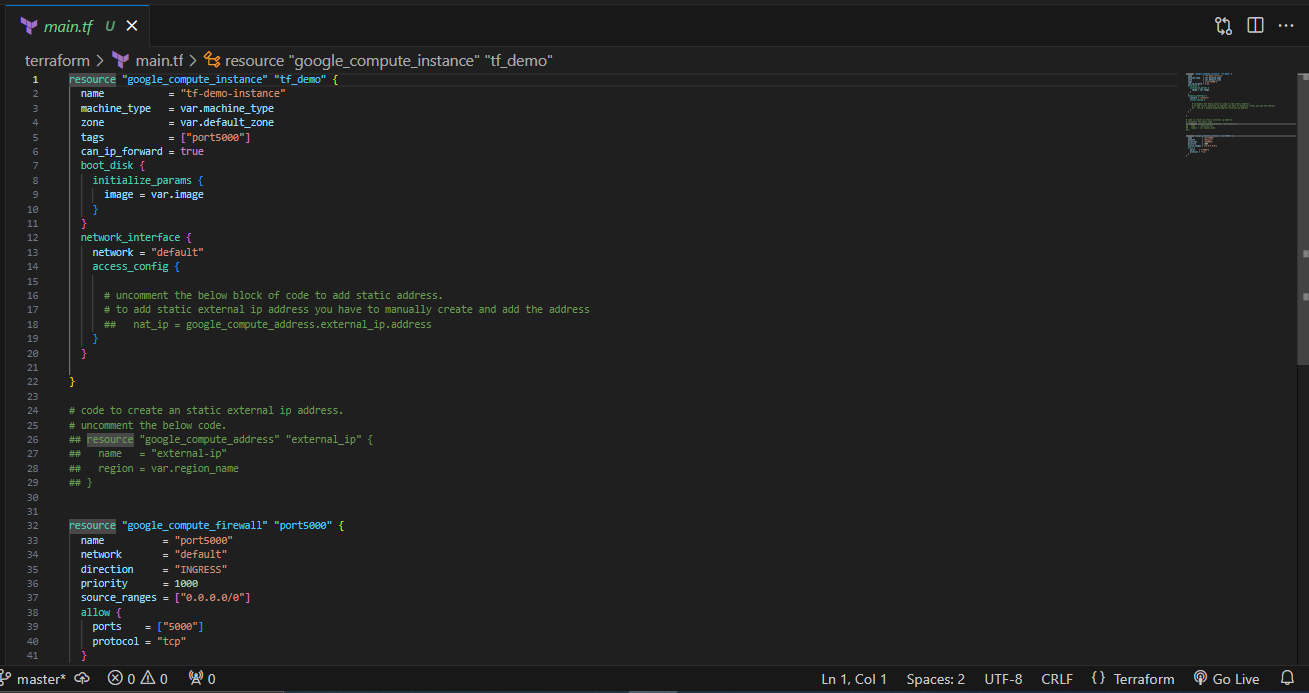 main.tf U
terraform > main.tf > resource "google_compute_instance" "tf_demo"
1 resource "google_compute_instance" "tf_demo" {
2   name           = "tf-demo-instance"
3   machine_type   = var.machine_type
4   zone           = var.default_zone
5   tags           = ["port5000"]
6   can_ip_forward = true
7   boot_disk {
8     initialize_params {
9       image = var.image
10     }
11   }
12   network_interface {
13     network = "default"
14     access_config {
15
16       # uncomment the below block of code to add static address.
17       # to add static external ip address you have to manually create and add the address
18       ##   nat_ip = google_compute_address.external_ip.address
19     }
20   }
21
22 }
23
24 # code to create an static external ip address.
25 # uncomment the below code.
26 ## resource "google_compute_address" "external_ip" {
27 ##   name   = "external-ip"
28 ##   region = var.region_name
29 ## }
30
31
32 resource "google_compute_firewall" "port5000" {
33   name          = "port5000"
34   network       = "default"
35   direction     = "INGRESS"
36   priority      = 1000
37   source_ranges = ["0.0.0.0/0"]
38   allow {
39     ports    = ["5000"]
40     protocol = "tcp"
41   }
master* 0 0 0 Ln 1, Col 1 Spaces: 2 UTF-8 CRLF {} Terraform Go Live